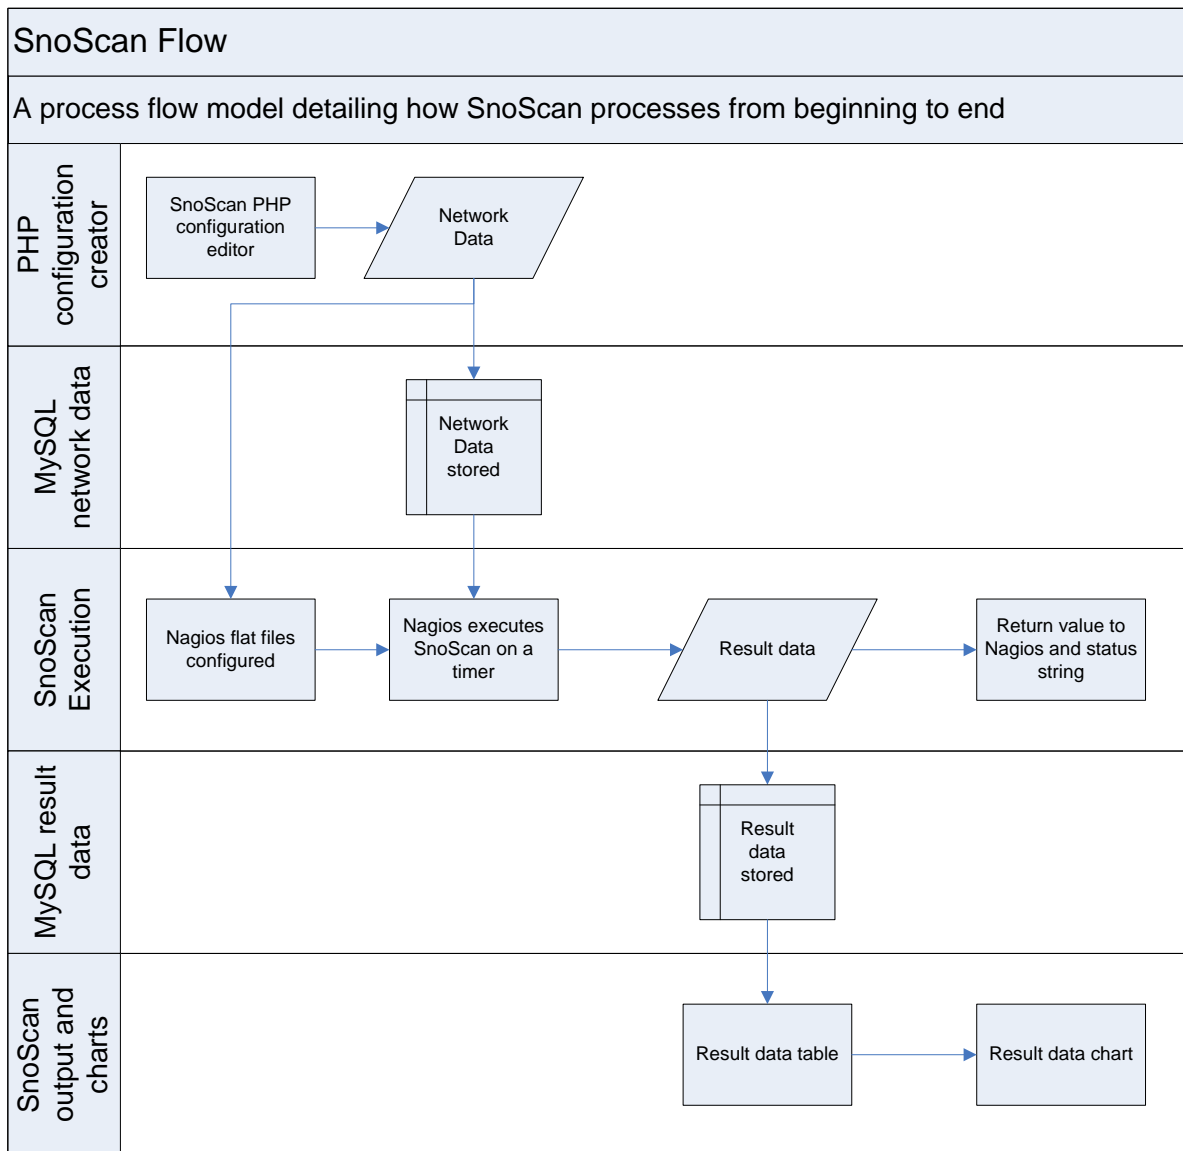 SnoScan Flow
A process flow model detailing how SnoScan processes from beginning to end
PHP
configuration
creator
SnoScan PHP
configuration
editor
Network
Data
MySQL
network data
Network
Data
stored
SnoScan
Execution
Nagios flat files
configured
Nagios executes
SnoScan on a
timer
Result data
Return value to
Nagios and status
string
MySQL result
data
Result
data
stored
SnoScan
output and
charts
Result data table
Result data chart